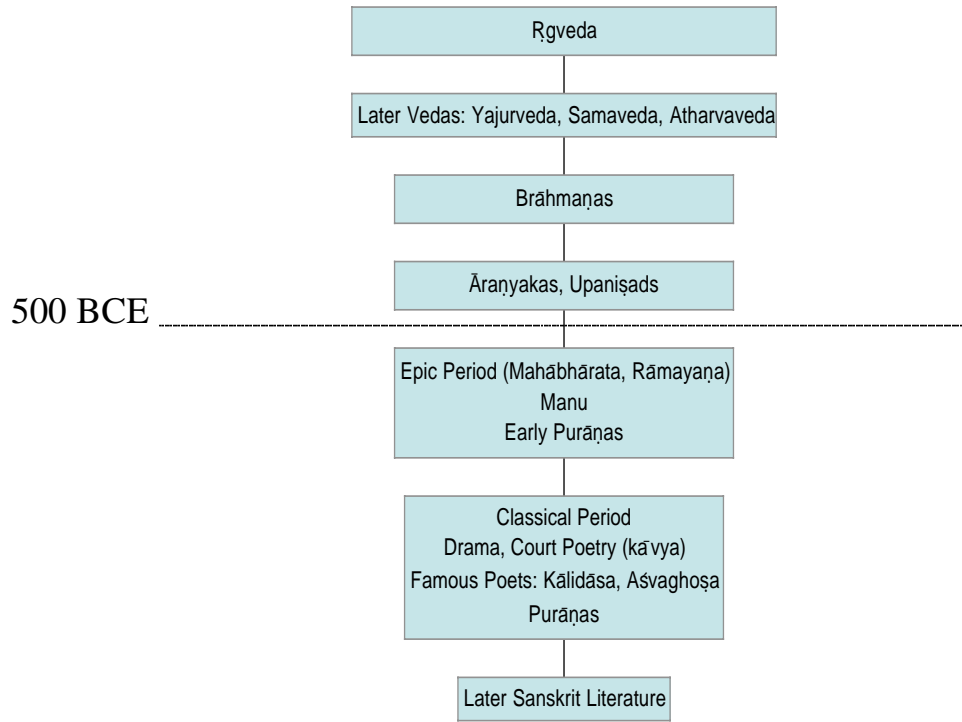 Ṛgveda
Later Vedas: Yajurveda, Samaveda, Atharvaveda
Brāhmaṇas
Āraṇyakas, Upaniṣads
500 BCE
Epic Period (Mahābhārata, Rāmayaṇa)
Manu
Early Purāṇas
Classical Period
Drama, Court Poetry (kāvya)
Famous Poets: Kālidāsa, Aśvaghoṣa
Purāṇas
Later Sanskrit Literature